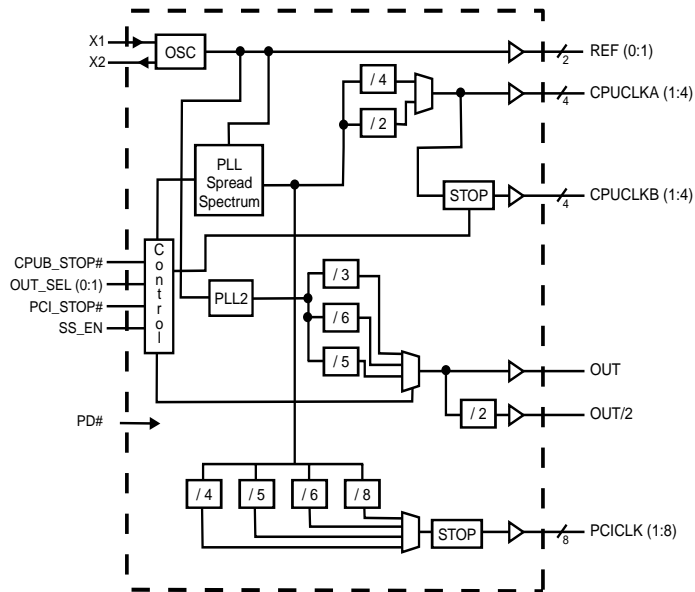 X1
X2
OSC
REF (0:1)
2
/ 4
CPUCLKA (1:4)
4
/ 2
PLL
Spread
Spectrum
STOP
CPUCLKB (1:4)
4
CPUB_STOP#
OUT_SEL (0:1)
PCI_STOP#
SS_EN
Control
PLL2
/ 3
/ 6
/ 5
OUT
/ 2
OUT/2
PD#
/ 4
/ 5
/ 6
/ 8
STOP
PCICLK (1:8)
8